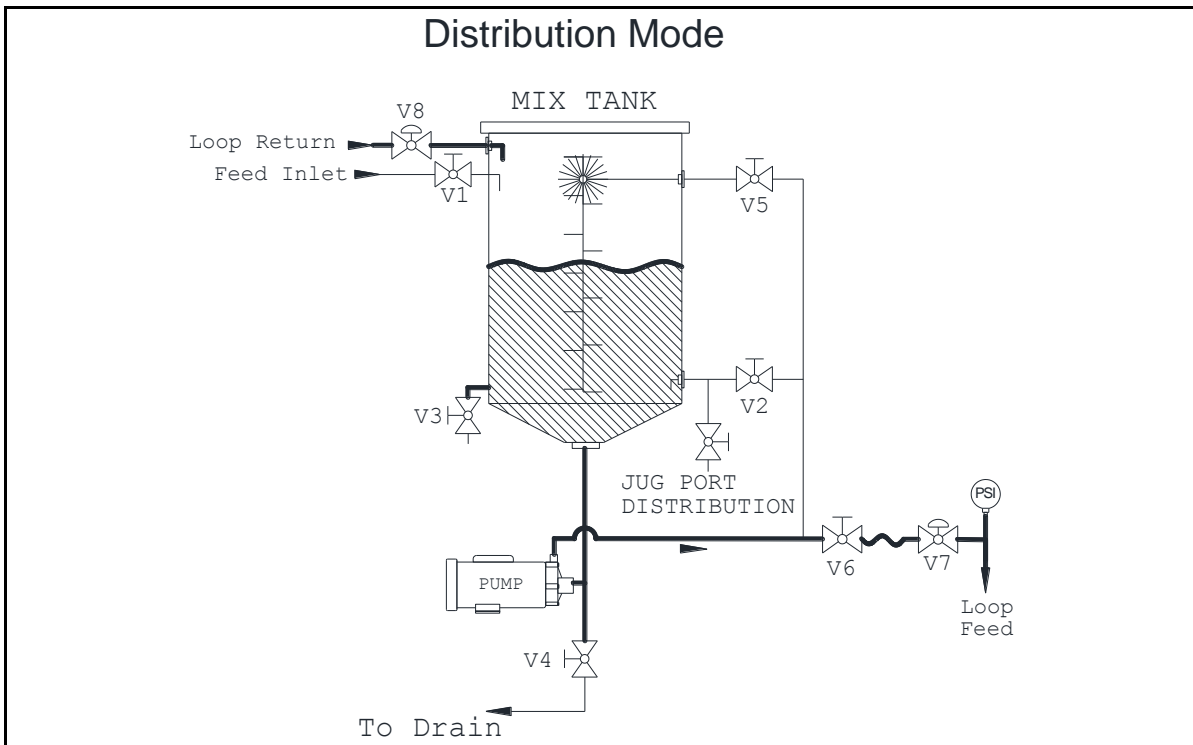 Distribution Mode
MIX TANK
V8
Loop Return
Feed Inlet
V1
V5
V3
V2
JUG PORT
DISTRIBUTION
PSI
PUMP
V6
V7
Loop
Feed
V4
To Drain